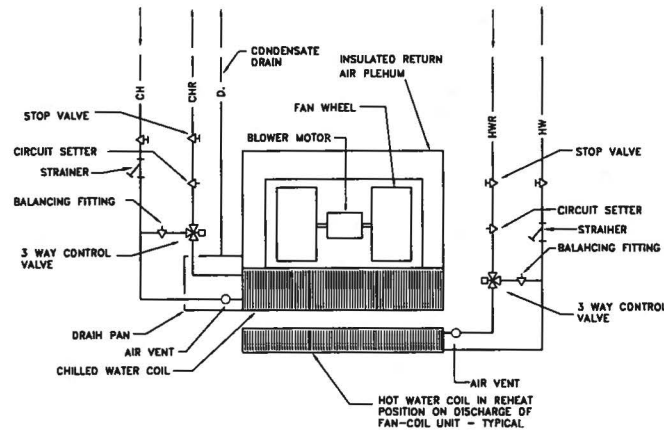 CONDENSATE
DRAIN
INSULATED RETURN
AIR PLEHUM
CH
CHR
D.
HWR
HW
STOP VALVE
FAN WHEEL
BLOWER MOTOR
STOP VALVE
CIRCUIT SETTER
STRAINER
BALANCING FITTING
CIRCUIT SETTER
STRAIHER
BALAHCING FITTING
3 WAY CONTROL
VALVE
3 WAY CONTROL
VALVE
DRAIH PAN
AIR VENT
CHILLED WATER COIL
AIR VENT
HOT WATER COIL IN REHEAT
POSITION ON DISCHARGE OF
FAN-COIL UNIT - TYPICAL